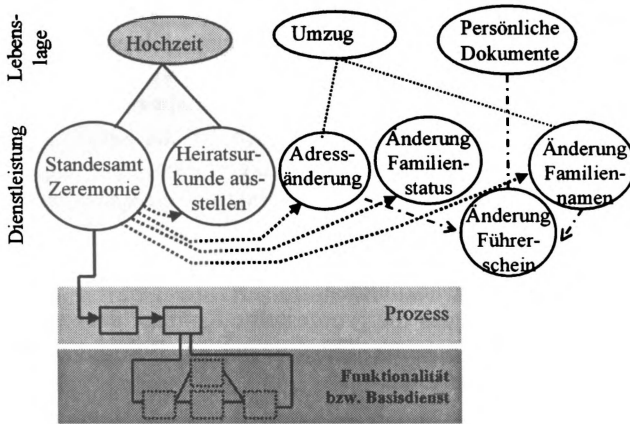 Lebens-
lage
Hochzeit
Umzug
Persönliche
Dokumente
Dienstleistung
Standesamt
Zeremonie
Heiratsur-
kunde aus-
stellen
Adress-
änderung
Änderung
Familien-
status
Änderung
Familien-
namen
Änderung
Führer-
schein
Prozess
Funktionalität
bzw. Basisdienst